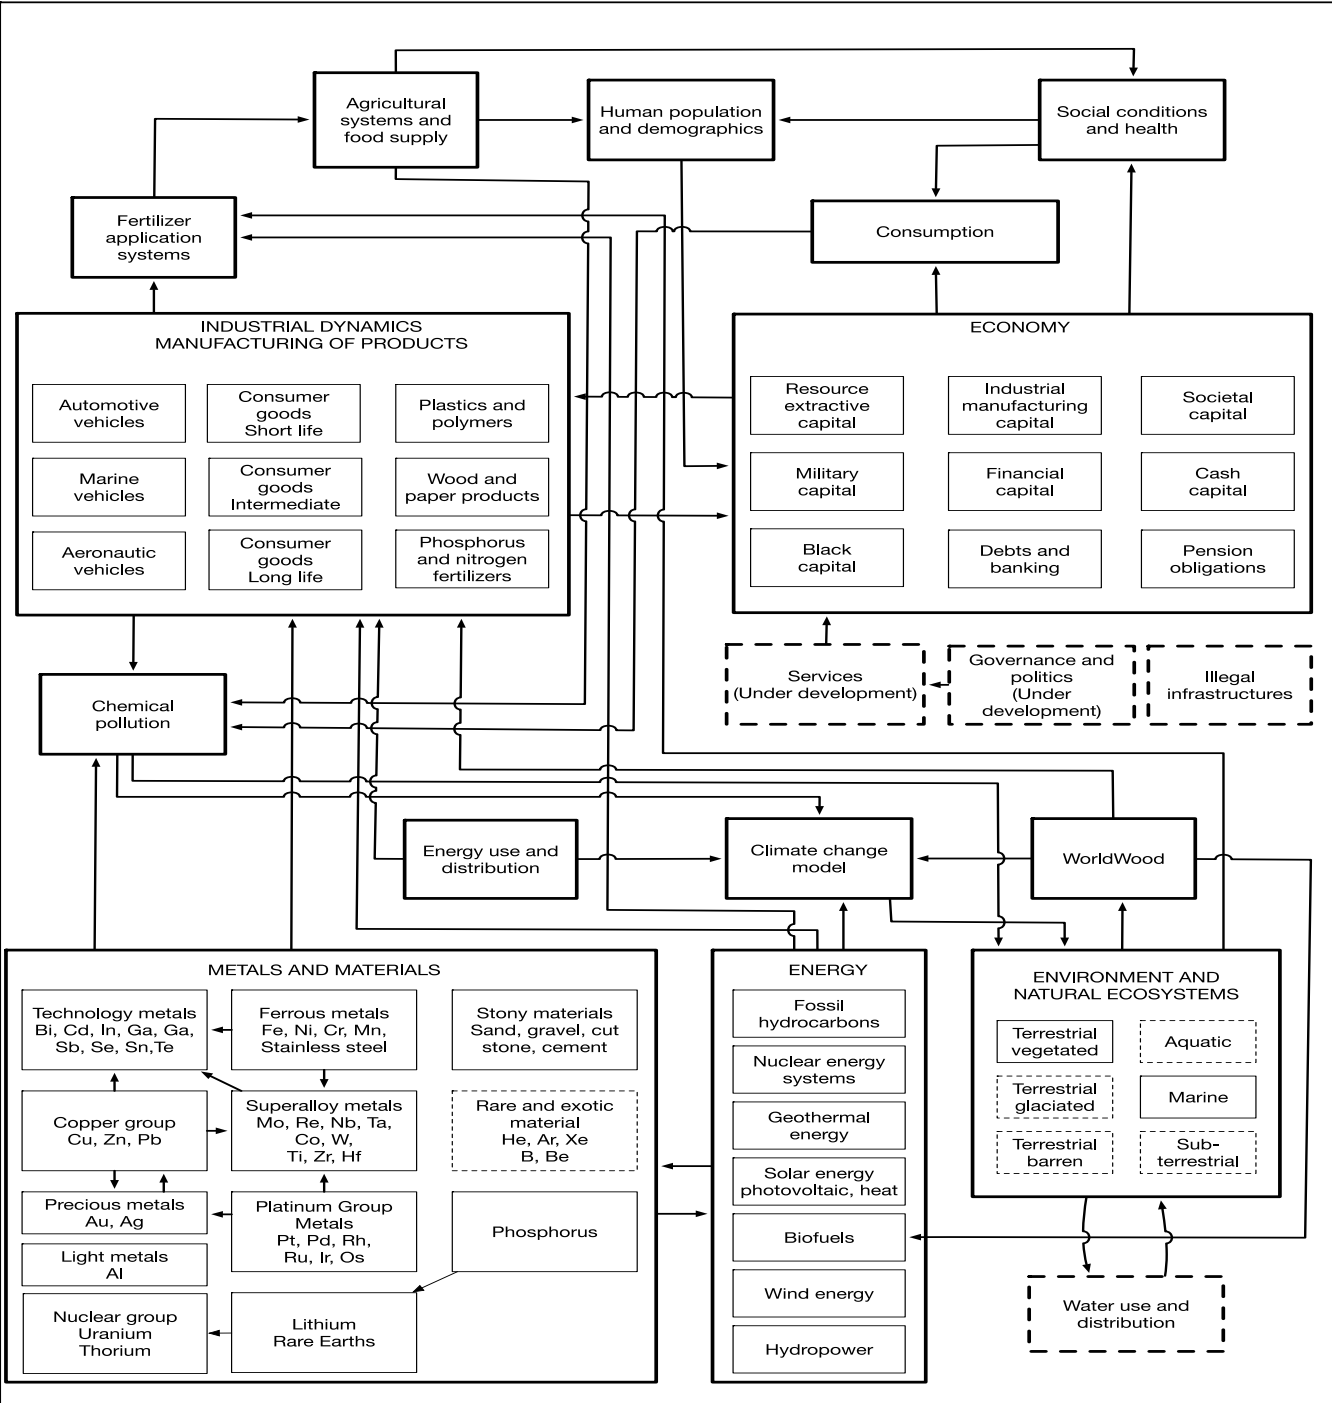 Agricultural
systems and
food supply
Human population
and demographics
Social conditions
and health
Fertilizer
application
systems
Consumption
INDUSTRIAL DYNAMICS
MANUFACTURING OF PRODUCTS
Automotive
vehicles
Consumer
goods
Short life
Plastics and
polymers
Marine
vehicles
Consumer
goods
Intermediate
Wood and
paper products
Aeronautic
vehicles
Consumer
goods
Long life
Phosphorus
and nitrogen
fertilizers
ECONOMY
Resource
extractive
capital
Industrial
manufacturing
capital
Societal
capital
Military
capital
Financial
capital
Cash
capital
Black
capital
Debts and
banking
Pension
obligations
Services
(Under development)
Governance and
politics
(Under
development)
Illegal
infrastructures
Chemical
pollution
Energy use and
distribution
Climate change
model
WorldWood
METALS AND MATERIALS
Technology metals
Bi, Cd, In, Ga, Ga,
Sb, Se, Sn,Te
Ferrous metals
Fe, Ni, Cr, Mn,
Stainless steel
Stony materials
Sand, gravel, cut
stone, cement
Copper group
Cu, Zn, Pb
Superalloy metals
Mo, Re, Nb, Ta,
Co, W,
Ti, Zr, Hf
Rare and exotic
material
He, Ar, Xe
B, Be
Precious metals
Au, Ag
Platinum Group
Metals
Pt, Pd, Rh,
Ru, Ir, Os
Phosphorus
Light metals
Al
Nuclear group
Uranium
Thorium
Lithium
Rare Earths
ENERGY
Fossil
hydrocarbons
Nuclear energy
systems
Geothermal
energy
Solar energy
photovoltaic, heat
Biofuels
Wind energy
Hydropower
ENVIRONMENT AND
NATURAL ECOSYSTEMS
Terrestrial
vegetated
Aquatic
Terrestrial
glaciated
Marine
Terrestrial
barren
Sub-
terrestrial
Water use and
distribution